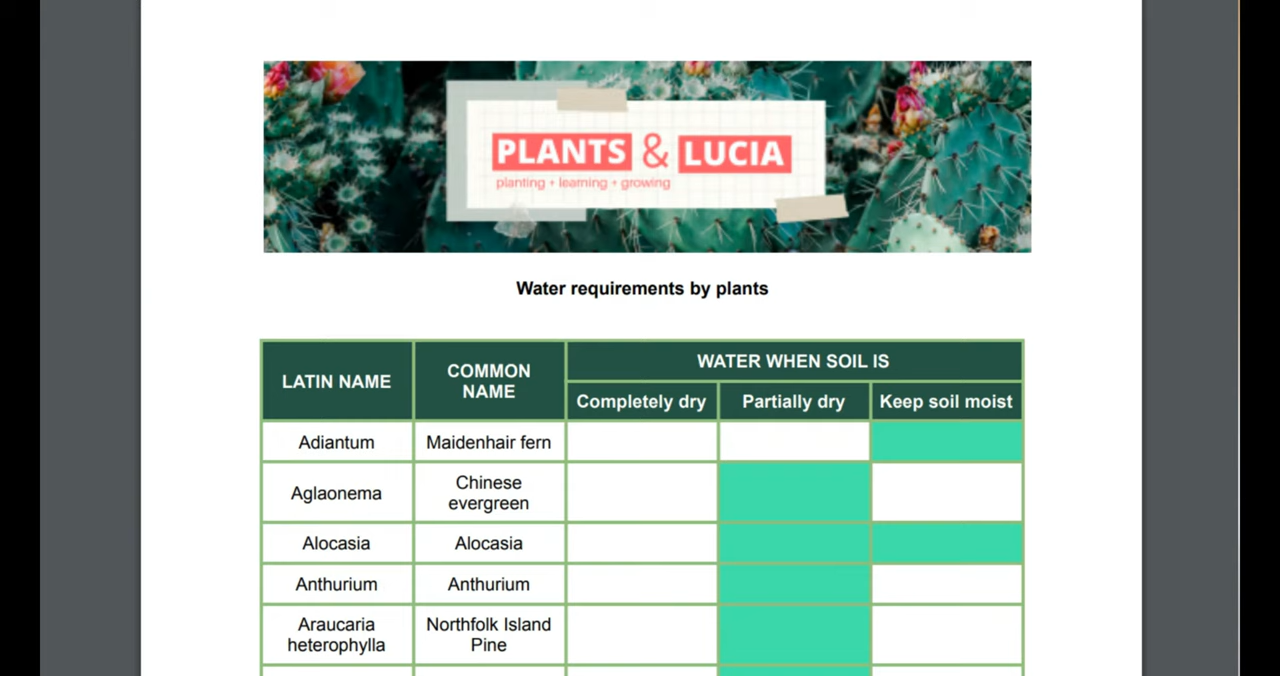 PLANTS & LUCIA
planting + learning + growing
Water requirements by plants
LATIN NAME
COMMON
NAME
WATER WHEN SOIL IS
Completely dry
Partially dry
Keep soil moist
Adiantum
Maidenhair fern
Aglaonema
Chinese
evergreen
Alocasia
Alocasia
Anthurium
Anthurium
Araucaria
heterophylla
Northfolk Island
Pine